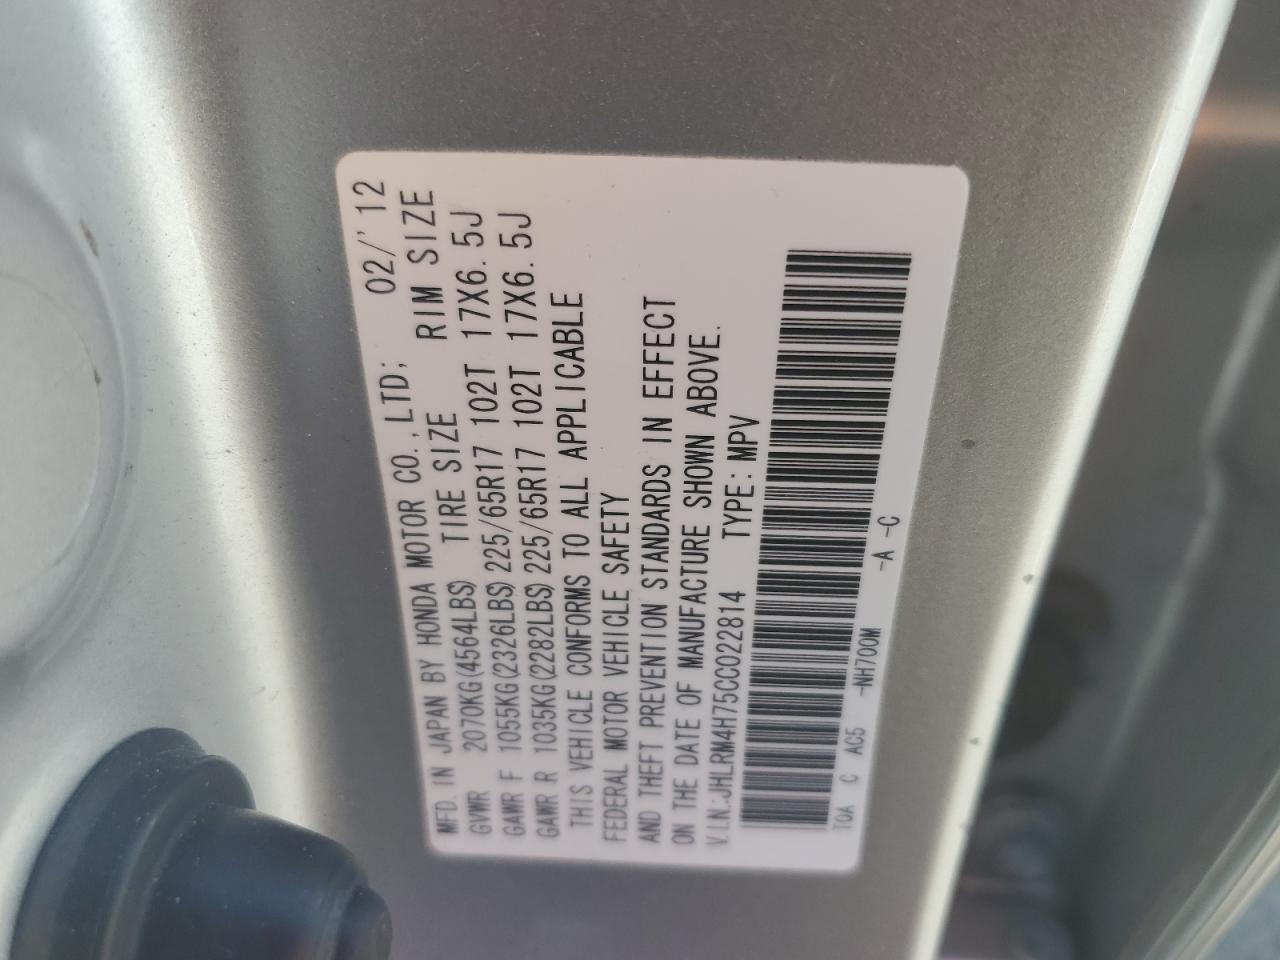 MFD. IN JAPAN BY HONDA MOTOR CO., LTD; 02/'12
GVWR 2070KG(4564LBS) TIRE SIZE RIM SIZE
GAWR F 1055KG(2326LBS) 225/65R17 102T 17X6.5J
GAWR R 1035KG(2282LBS) 225/65R17 102T 17X6.5J
THIS VEHICLE CONFORMS TO ALL APPLICABLE
FEDERAL MOTOR VEHICLE SAFETY
AND THEFT PREVENTION STANDARDS IN EFFECT
ON THE DATE OF MANUFACTURE SHOWN ABOVE.
V.I.N.:JHLRM4H75CC022814 TYPE:MPV
T0A C AC5 -NH700M -A -C